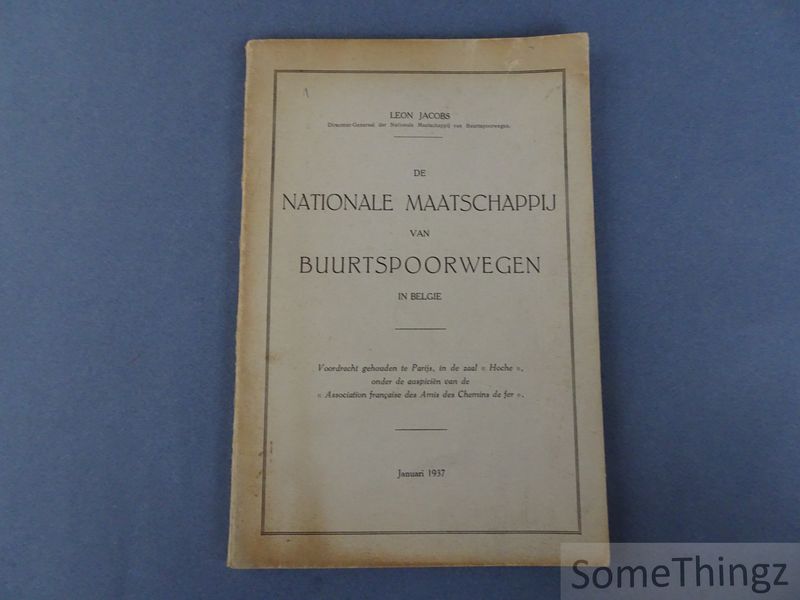 LEON JACOBS
Directeur-Generaal der Nationale Maatschappij van Buurtspoorwegen.
DE
NATIONALE MAATSCHAPPIJ
VAN
BUURTSPOORWEGEN
IN BELGIE
Voordracht gehouden te Parijs, in de zaal « Hoche »,
onder de auspiciën van de
« Association française des Amis des Chemins de fer ».
Januari 1937
SomeThingz